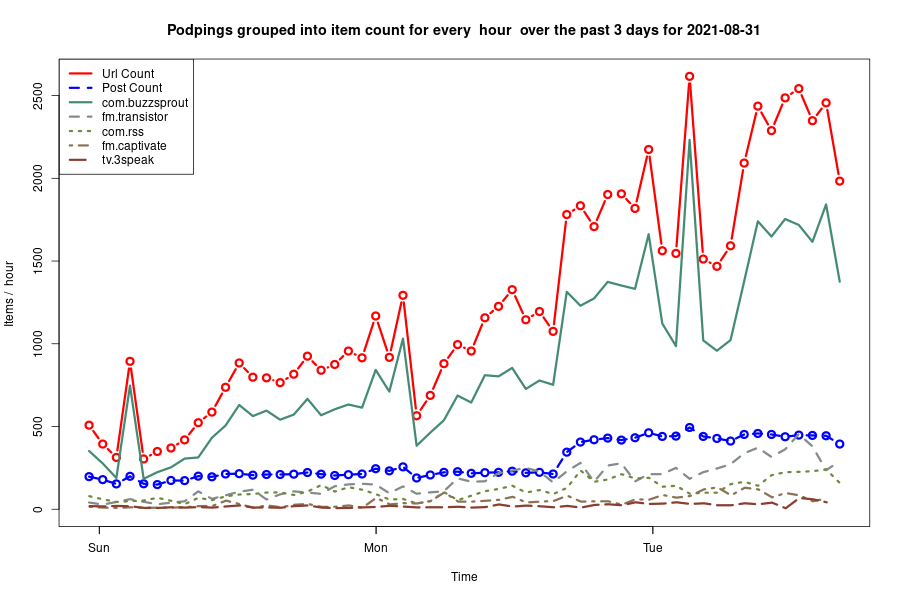 Podpings grouped into item count for every  hour  over the past 3 days for 2021-08-31
Url Count
Post Count
com.buzzsprout
fm.transistor
com.rss
fm.captivate
tv.3speak
2500
2000
1500
1000
500
0
Items /  hour
Sun
Mon
Tue
Time